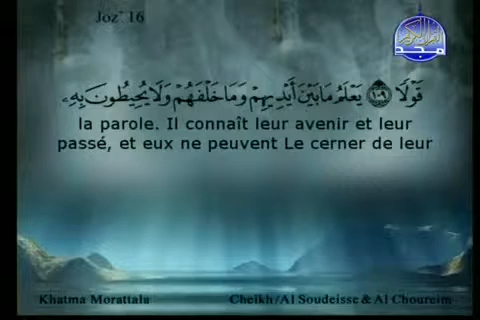 Joz' 16
قَوْلًا ۝١٠٩ يَعْلَمُ مَا بَيْنَ أَيْدِيهِمْ وَمَا خَلْفَهُمْ وَلَا يُحِيطُونَ بِهِۦ
la parole. Il connaît leur avenir et leur
passé, et eux ne peuvent Le cerner de leur
Khatma Morattala
Cheikh/Al Soudeisse & Al Choureim